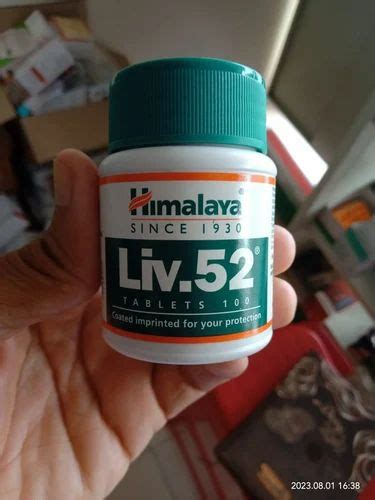 Himalaya
SINCE 1930
Liv.52®
TABLETS 100
Coated imprinted for your protection
2023.08.01 16:38